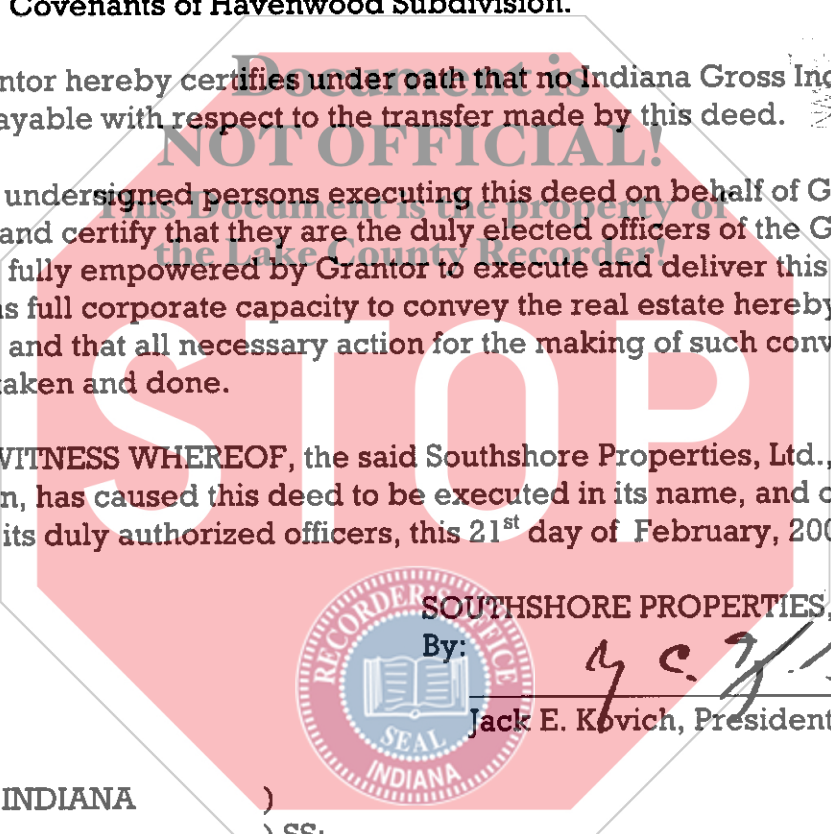 Covenants of Havenwood Subdivision.
ntor hereby certifies under oath that no Indiana Gross Inc
ayable with respect to the transfer made by this deed.
undersigned persons executing this deed on behalf of G
and certify that they are the duly elected officers of the G
fully empowered by Grantor to execute and deliver this
s full corporate capacity to convey the real estate hereby
and that all necessary action for the making of such conv
taken and done.
WITNESS WHEREOF, the said Southshore Properties, Ltd.,
n, has caused this deed to be executed in its name, and
its duly authorized officers, this 21st day of February, 200
SOUTHSHORE PROPERTIES,
By:
Jack E. Kovich, President
INDIANA )
) SS:
Document is
NOT OFFICIAL!
This Document is the property of
the Lake County Recorder!
STOP
RECORDER'S OFFICE
SEAL
INDIANA